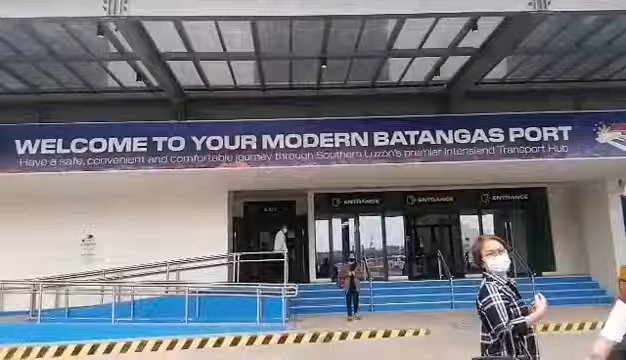 WELCOME TO YOUR MODERN BATANGAS PORT
Have a safe, convenient and comfortable journey through Southern Luzon's premier Interisland Transport Hub
EXIT
ENTRANCE
ENTRANCE
ENTRANCE